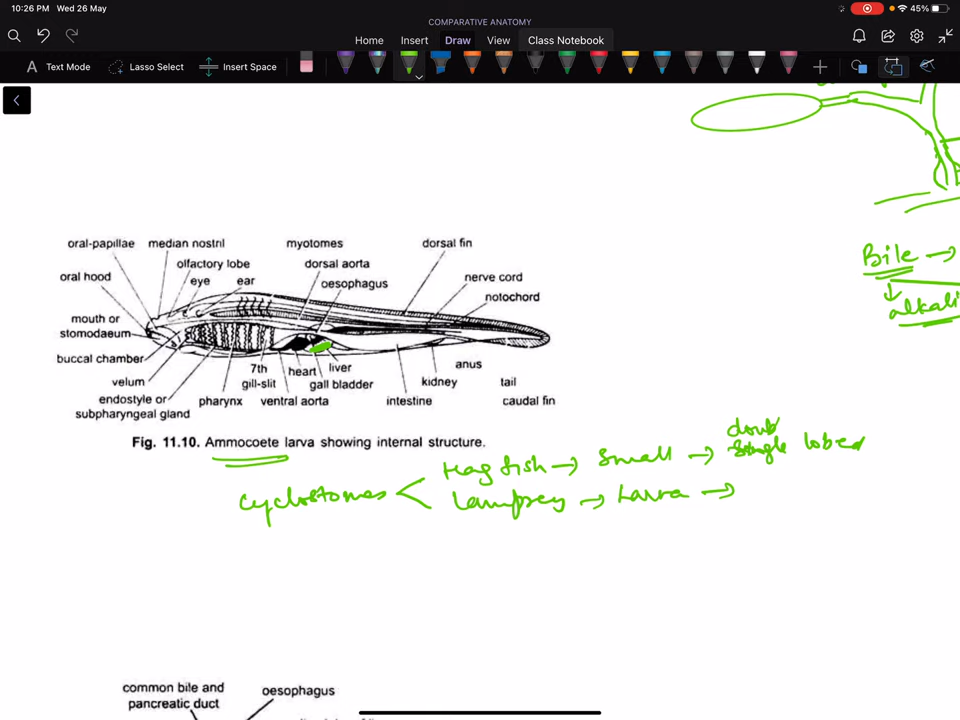 10:26 PM Wed 26 May
45%
COMPARATIVE ANATOMY
Home Insert Draw View Class Notebook
Text Mode Lasso Select Insert Space
oral-papillae median nostril myotomes dorsal fin
olfactory lobe dorsal aorta
oral hood eye ear oesophagus nerve cord
notochord
mouth or
stomodaeum
buccal chamber
velum
endostyle or
subpharyngeal gland
pharynx
7th
gill-slit
heart
ventral aorta
liver
gall bladder
intestine
kidney
anus
tail
caudal fin
Fig. 11.10. Ammocoete larva showing internal structure.
Bile →
↓
alkali
Cyclostomes < Hag fish → Small → single lobed
doub
Lamprey → Larva →
common bile and
pancreatic duct
oesophagus